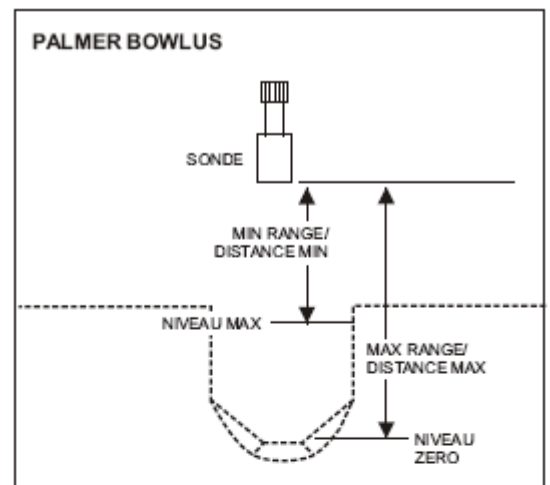 PALMER BOWLUS
SONDE
MIN RANGE/
DISTANCE MIN
NIVEAU MAX
MAX RANGE/
DISTANCE MAX
NIVEAU
ZERO